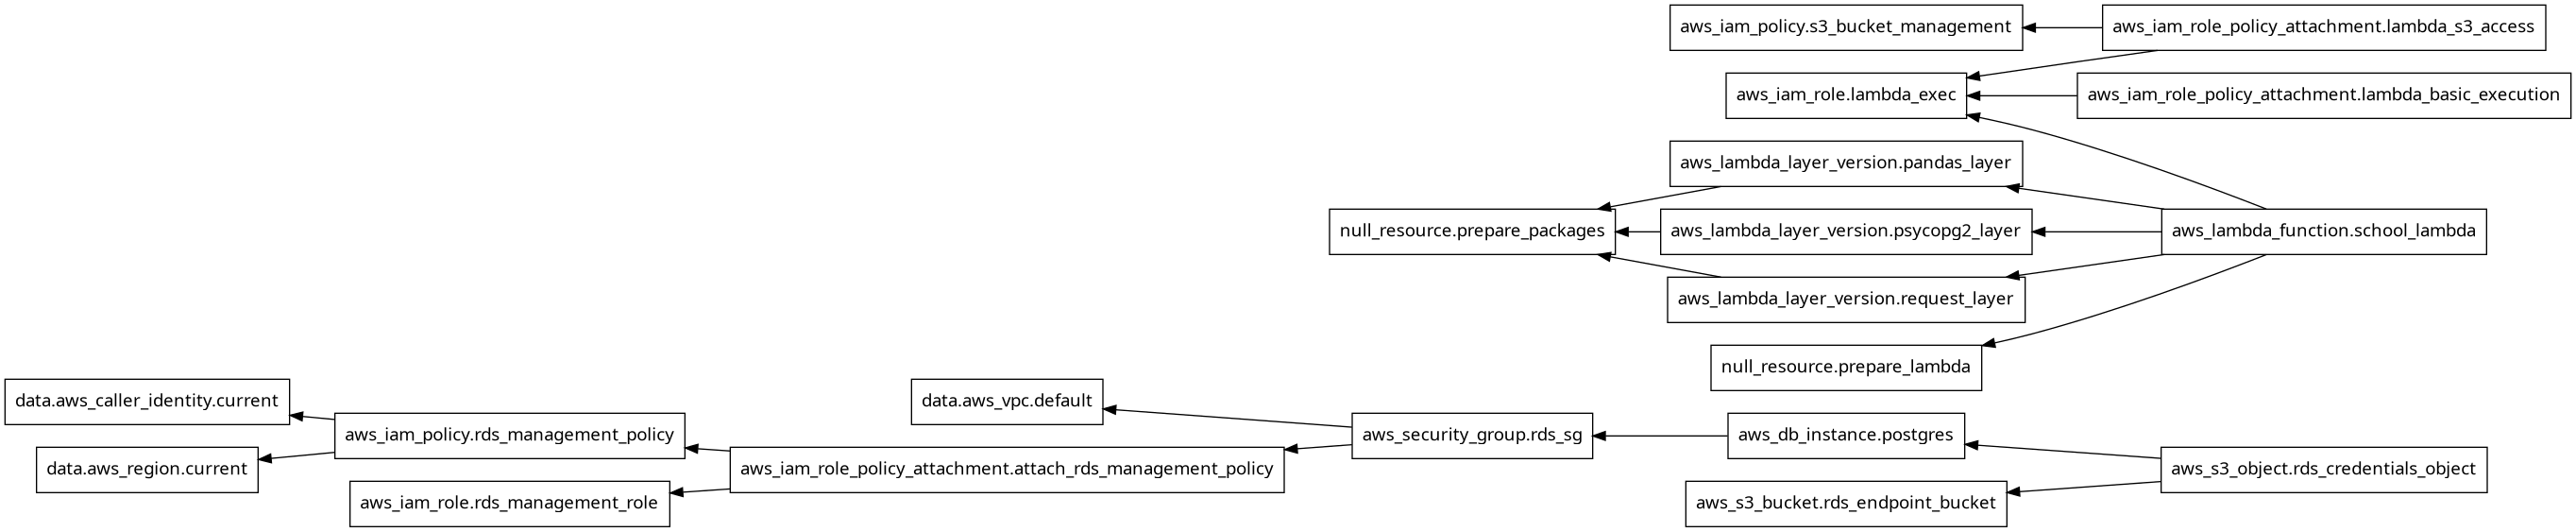 aws_iam_policy.s3_bucket_management
aws_iam_role_policy_attachment.lambda_s3_access
aws_iam_role.lambda_exec
aws_iam_role_policy_attachment.lambda_basic_execution
aws_lambda_layer_version.pandas_layer
null_resource.prepare_packages
aws_lambda_layer_version.psycopg2_layer
aws_lambda_function.school_lambda
aws_lambda_layer_version.request_layer
null_resource.prepare_lambda
data.aws_caller_identity.current
data.aws_vpc.default
aws_iam_policy.rds_management_policy
aws_security_group.rds_sg
aws_db_instance.postgres
data.aws_region.current
aws_iam_role_policy_attachment.attach_rds_management_policy
aws_s3_object.rds_credentials_object
aws_iam_role.rds_management_role
aws_s3_bucket.rds_endpoint_bucket